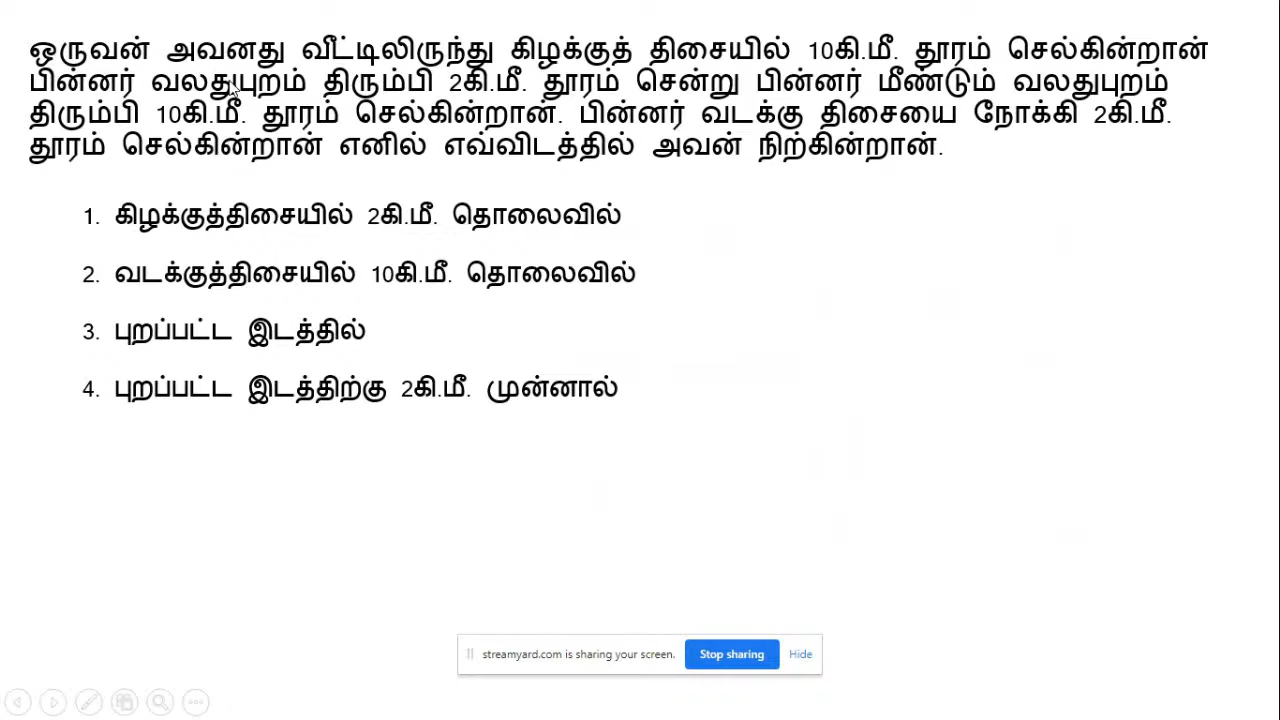 ஒருவன் அவனது வீட்டிலிருந்து கிழக்குத் திசையில் 10கி.மீ. தூரம் செல்கின்றான்
பின்னர் வலதுபுறம் திரும்பி 2கி.மீ. தூரம் சென்று பின்னர் மீண்டும் வலதுபுறம்
திரும்பி 10கி.மீ. தூரம் செல்கின்றான். பின்னர் வடக்கு திசையை நோக்கி 2கி.மீ.
தூரம் செல்கின்றான் எனில் எவ்விடத்தில் அவன் நிற்கின்றான்.
1. கிழக்குத்திசையில் 2கி.மீ. தொலைவில்
2. வடக்குத்திசையில் 10கி.மீ. தொலைவில்
3. புறப்பட்ட இடத்தில்
4. புறப்பட்ட இடத்திற்கு 2கி.மீ. முன்னால்
streamyard.com is sharing your screen. Stop sharing Hide